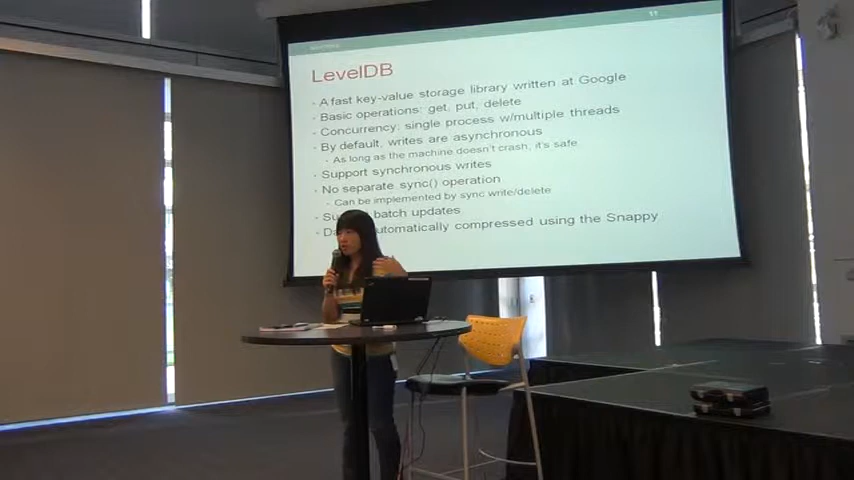 11
LevelDB
A fast key-value storage library written at Google
Basic operations: get, put, delete
Concurrency: single process w/multiple threads
By default, writes are asynchronous
As long as the machine doesn't crash, it's safe
Support synchronous writes
No separate sync() operation
Can be implemented by sync write/delete
batch updates
automatically compressed using the Snappy